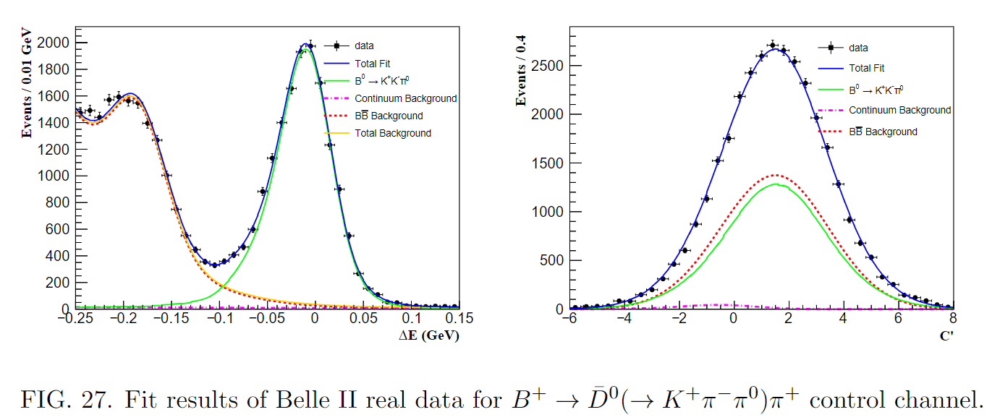 Events / 0.01 GeV
2000
1800
1600
1400
1200
1000
800
600
400
200
0
−0.25 −0.2 −0.15 −0.1 −0.05 0 0.05 0.1 0.15
ΔE (GeV)
data
Total Fit
B⁰ → K⁺K⁻π⁰
Continuum Background
BB̅ Background
Total Background
Events / 0.4
2500
2000
1500
1000
500
0
−6 −4 −2 0 2 4 6 8
C'
data
Total Fit
B⁰ → K⁺K⁻π⁰
Continuum Background
BB̅ Background
FIG. 27. Fit results of Belle II real data for B⁺ → D̄⁰(→ K⁺π⁻π⁰)π⁺ control channel.